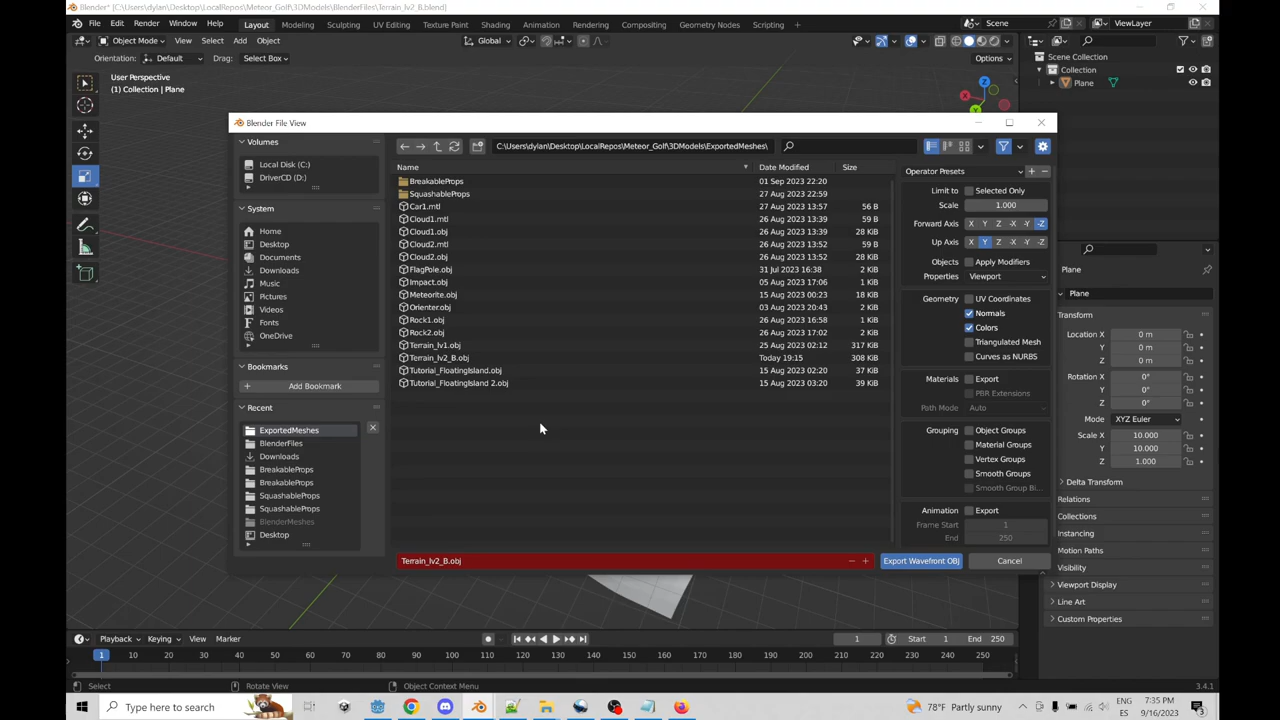 Blender* [C:\Users\dylan\Desktop\LocalRepos\Meteor_Golf\3DModels\BlenderFiles\Terrain_lv2_B.blend]
File Edit Render Window Help Layout Modeling Sculpting UV Editing Texture Paint Shading Animation Rendering Compositing Geometry Nodes Scripting Scene ViewLayer
Object Mode View Select Add Object Global
Orientation: Default Drag: Select Box Options
User Perspective
(1) Collection | Plane
Scene Collection
Collection
Plane
Blender File View
Volumes
Local Disk (C:)
DriverCD (D:)
System
Home
Desktop
Documents
Downloads
Music
Pictures
Videos
Fonts
OneDrive
Bookmarks
Add Bookmark
Recent
ExportedMeshes
BlenderFiles
Downloads
BreakableProps
BreakableProps
SquashableProps
SquashableProps
BlenderMeshes
Desktop
C:\Users\dylan\Desktop\LocalRepos\Meteor_Golf\3DModels\ExportedMeshes\
Name Date Modified Size
BreakableProps 01 Sep 2023 22:20
SquashableProps 27 Aug 2023 22:59
Car1.mtl 27 Aug 2023 13:57 56 B
Cloud1.mtl 26 Aug 2023 13:39 59 B
Cloud1.obj 26 Aug 2023 13:39 28 KiB
Cloud2.mtl 26 Aug 2023 13:52 59 B
Cloud2.obj 26 Aug 2023 13:52 28 KiB
FlagPole.obj 31 Jul 2023 16:38 2 KiB
Impact.obj 05 Aug 2023 17:06 1 KiB
Meteorite.obj 15 Aug 2023 00:23 18 KiB
Orienter.obj 03 Aug 2023 20:43 2 KiB
Rock1.obj 26 Aug 2023 16:58 1 KiB
Rock2.obj 26 Aug 2023 17:02 2 KiB
Terrain_lv1.obj 25 Aug 2023 02:12 317 KiB
Terrain_lv2_B.obj Today 19:15 308 KiB
Tutorial_FloatingIsland.obj 15 Aug 2023 02:20 37 KiB
Tutorial_FloatingIsland 2.obj 15 Aug 2023 03:20 39 KiB
Terrain_lv2_B.obj
Export Wavefront OBJ Cancel
Operator Presets
Limit to Selected Only
Scale 1.000
Forward Axis X Y Z -X -Y -Z
Up Axis X Y Z -X -Y -Z
Objects Apply Modifiers
Properties Viewport
Geometry UV Coordinates
Normals
Colors
Triangulated Mesh
Curves as NURBS
Materials Export
PBR Extensions
Path Mode Auto
Grouping Object Groups
Material Groups
Vertex Groups
Smooth Groups
Smooth Group Bi...
Animation Export
Frame Start 1
End 250
Plane
Plane
Transform
Location X 0 m
Y 0 m
Z 0 m
Rotation X 0°
Y 0°
Z 0°
Mode XYZ Euler
Scale X 10.000
Y 10.000
Z 1.000
Delta Transform
Relations
Collections
Instancing
Motion Paths
Visibility
Viewport Display
Line Art
Custom Properties
Playback Keying View Marker 1 Start 1 End 250
1 10 20 30 40 50 60 70 80 90 100 110 120 130 140 150 160 170 180 190 200 210 220 230 240 250
Select Rotate View Object Context Menu 3.4.1
Type here to search 78°F Partly sunny ENG ES 7:35 PM 9/16/2023 3